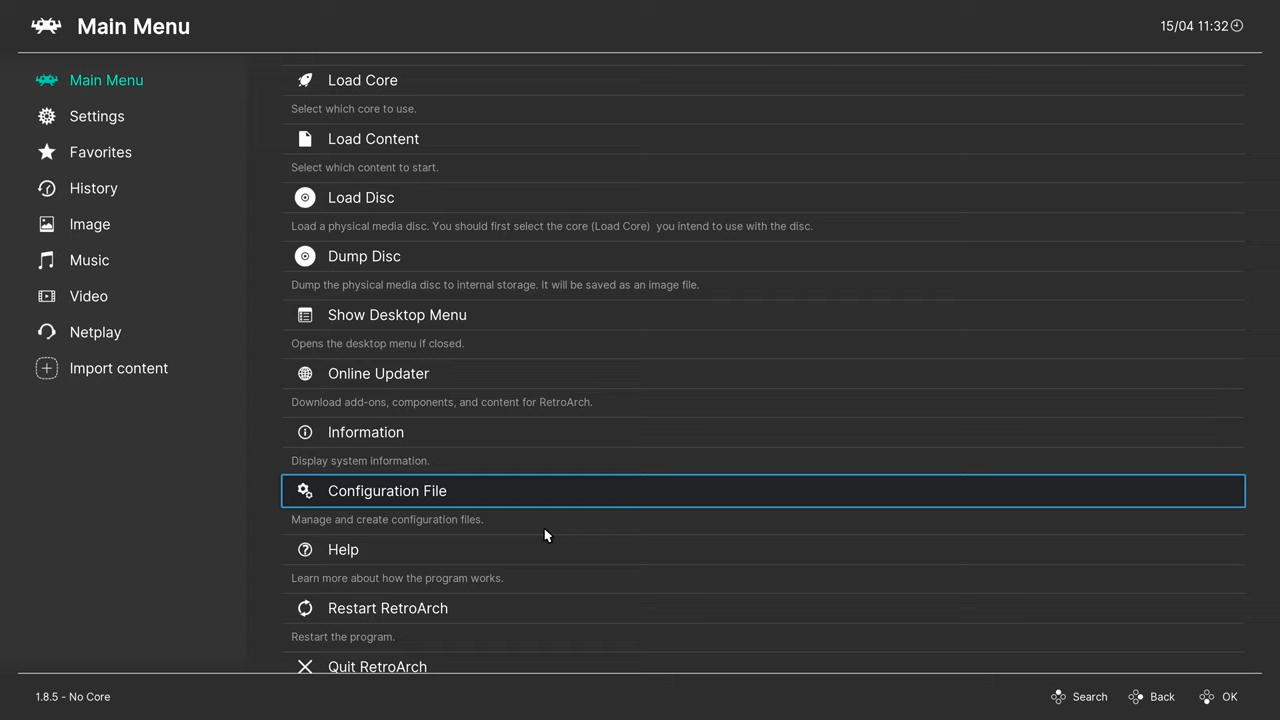 Main Menu
15/04 11:32
Main Menu
Settings
Favorites
History
Image
Music
Video
Netplay
Import content
Load Core
Select which core to use.
Load Content
Select which content to start.
Load Disc
Load a physical media disc. You should first select the core (Load Core) you intend to use with the disc.
Dump Disc
Dump the physical media disc to internal storage. It will be saved as an image file.
Show Desktop Menu
Opens the desktop menu if closed.
Online Updater
Download add-ons, components, and content for RetroArch.
Information
Display system information.
Configuration File
Manage and create configuration files.
Help
Learn more about how the program works.
Restart RetroArch
Restart the program.
Quit RetroArch
1.8.5 - No Core
Search
Back
OK